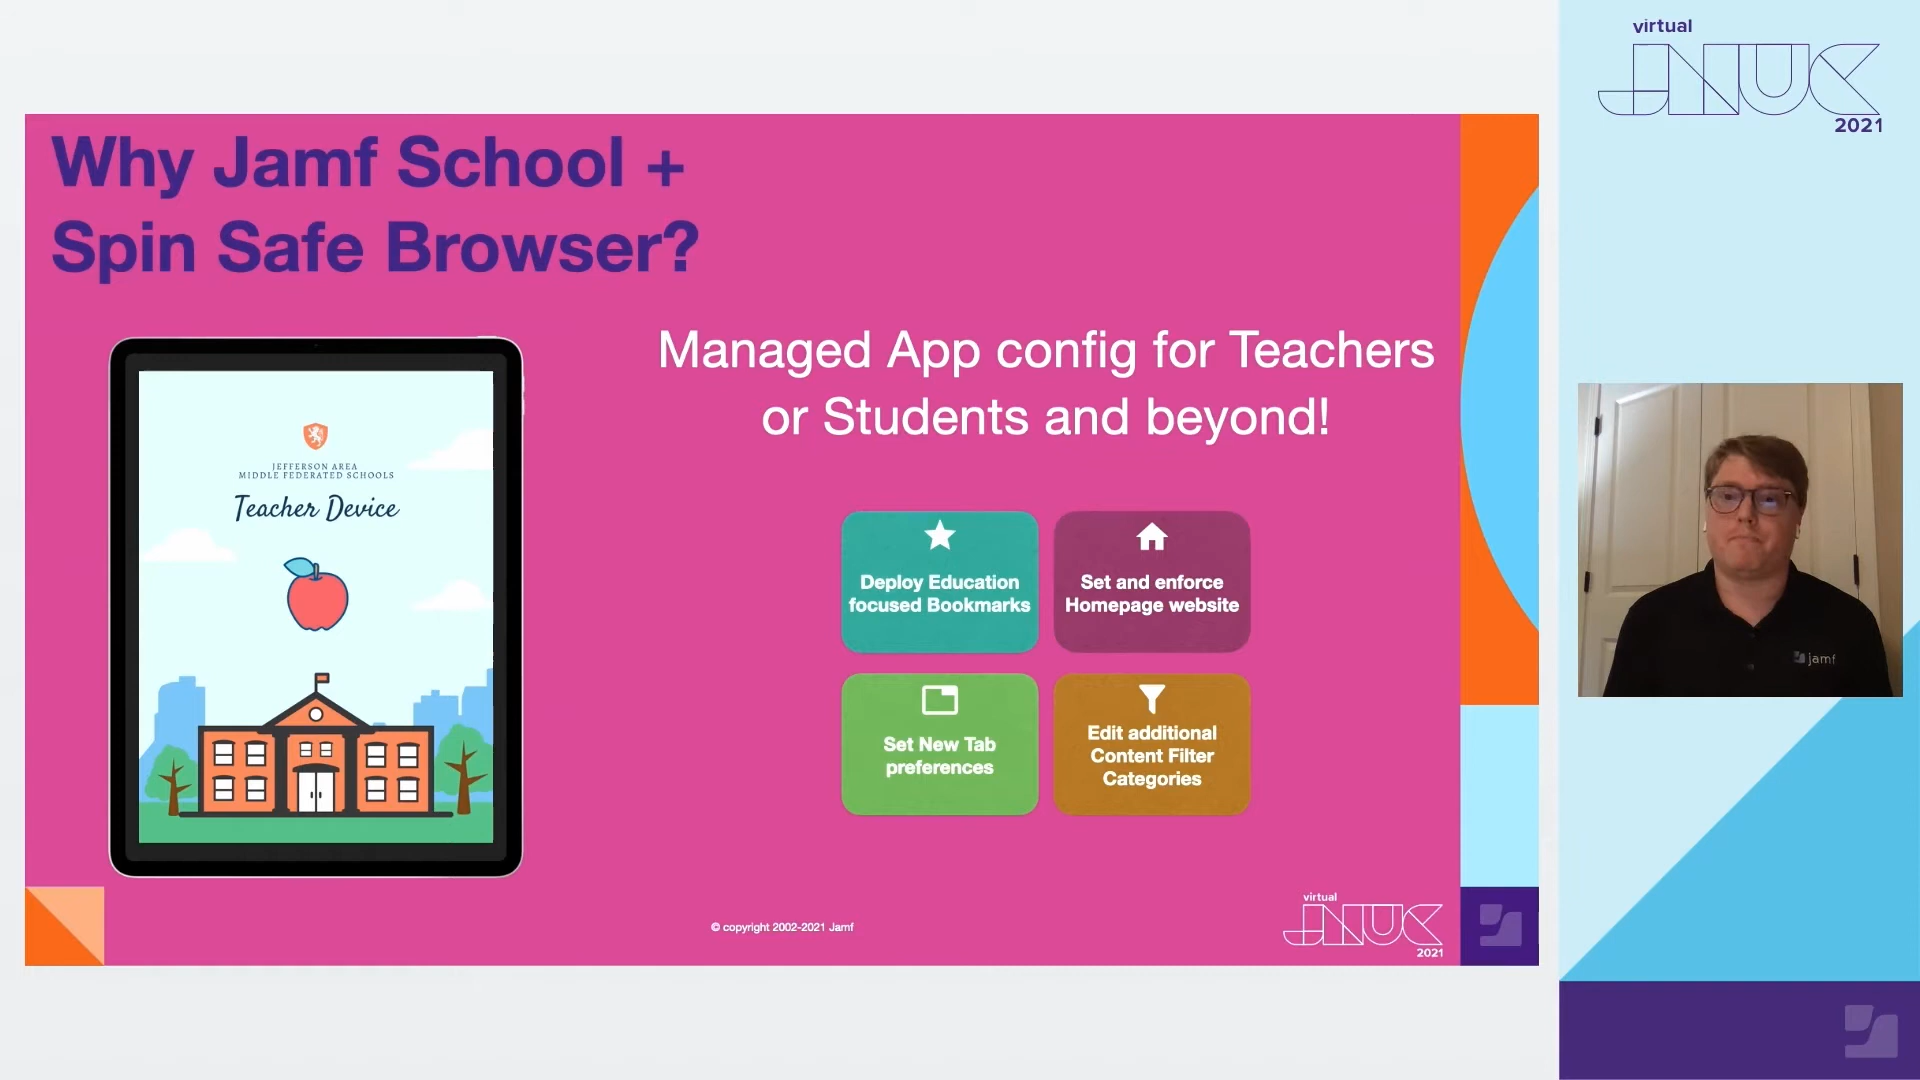 Why Jamf School +
Spin Safe Browser?
Managed App config for Teachers
or Students and beyond!
JEFFERSON AREA
MIDDLE FEDERATED SCHOOLS
Teacher Device
Deploy Education
focused Bookmarks
Set and enforce
Homepage website
Set New Tab
preferences
Edit additional
Content Filter
Categories
© copyright 2002-2021 Jamf
virtual
JNUC
2021
virtual
JNUC
2021
jamf